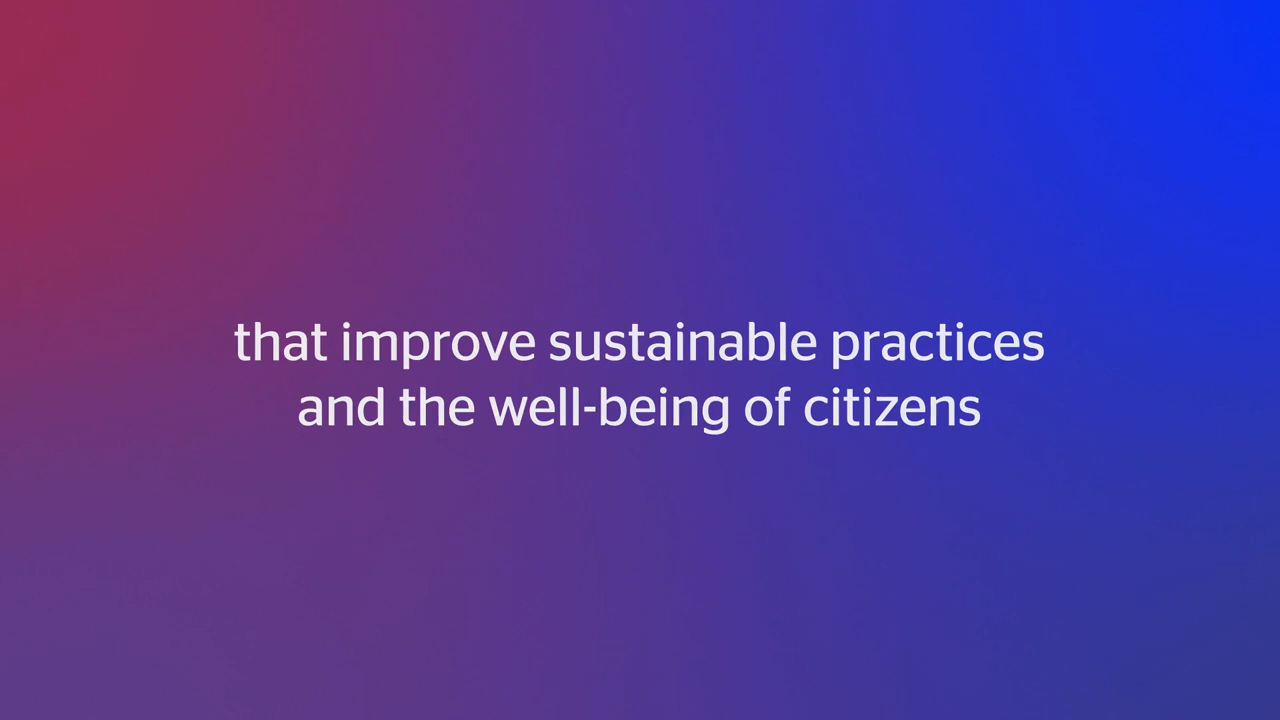 that improve sustainable practices
and the well-being of citizens